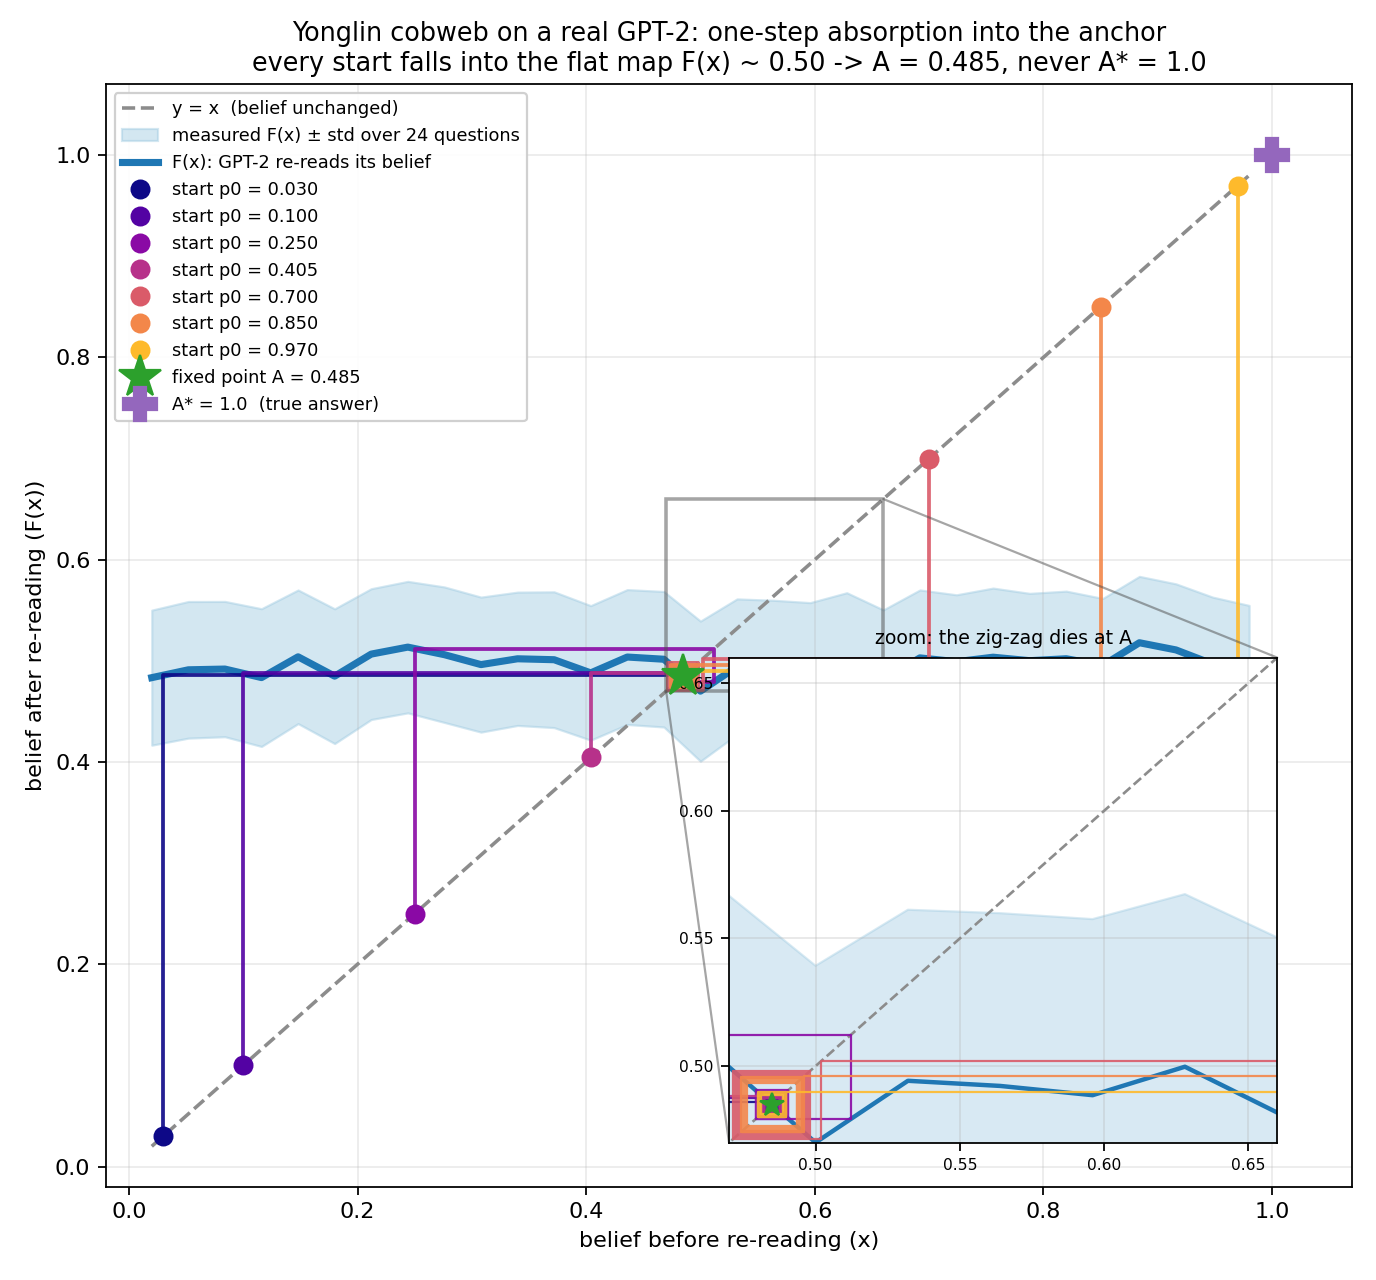 Yonglin cobweb on a real GPT-2: one-step absorption into the anchor
every start falls into the flat map F(x) ~ 0.50 -> A = 0.485, never A* = 1.0
y = x  (belief unchanged)
measured F(x) ± std over 24 questions
F(x): GPT-2 re-reads its belief
start p0 = 0.030
start p0 = 0.100
start p0 = 0.250
start p0 = 0.405
start p0 = 0.700
start p0 = 0.850
start p0 = 0.970
fixed point A = 0.485
A* = 1.0  (true answer)
belief after re-reading (F(x))
1.0
0.8
0.6
0.4
0.2
0.0
zoom: the zig-zag dies at A
0.65
0.60
0.55
0.50
0.50
0.55
0.60
0.65
0.0
0.2
0.4
0.6
0.8
1.0
belief before re-reading (x)